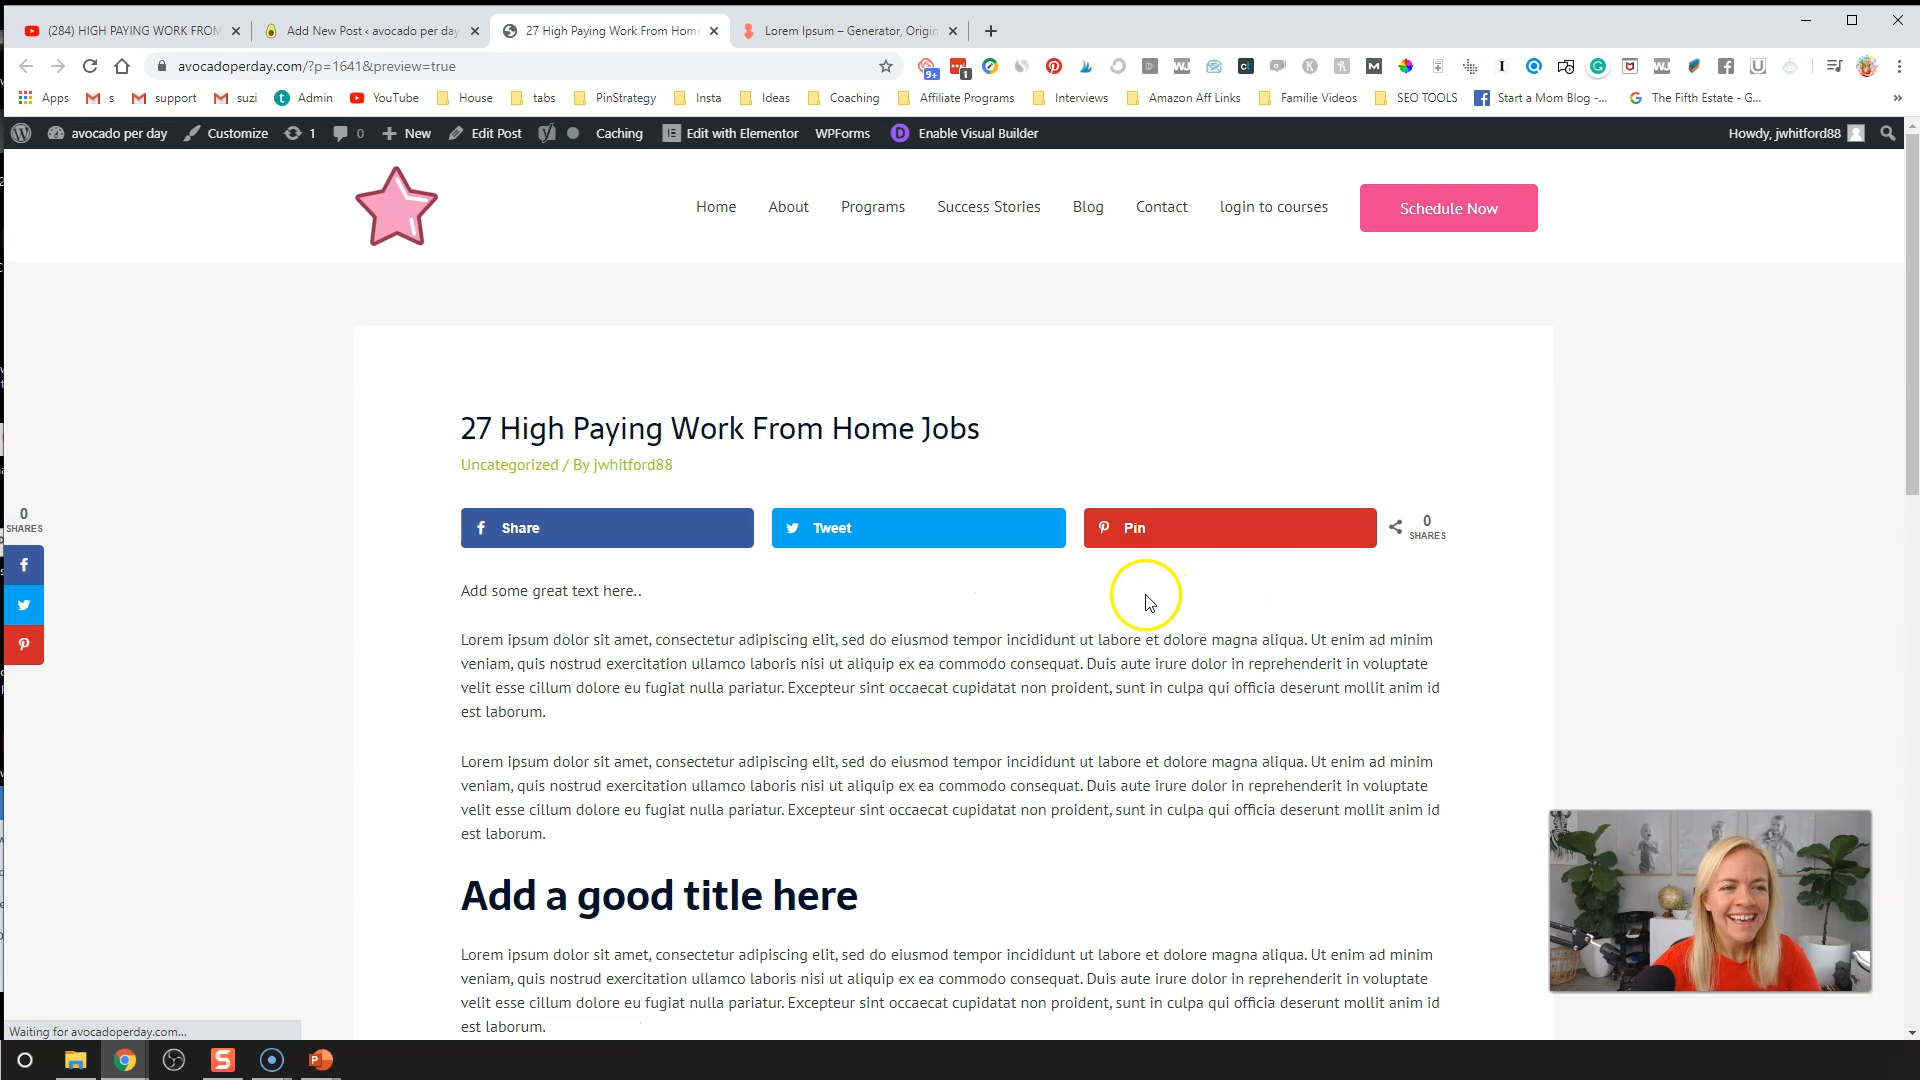 (284) HIGH PAYING WORK FROM
Add New Post ‹ avocado per day
27 High Paying Work From Home
Lorem Ipsum – Generator, Origin
avocadoperday.com/?p=1641&preview=true
9+
1
Apps
s
support
suzi
Admin
YouTube
House
tabs
PinStrategy
Insta
Ideas
Coaching
Affiliate Programs
Interviews
Amazon Aff Links
Familie Videos
SEO TOOLS
Start a Mom Blog -...
The Fifth Estate - G...
avocado per day
Customize
1
0
New
Edit Post
Caching
Edit with Elementor
WPForms
Enable Visual Builder
Howdy, jwhitford88
Home
About
Programs
Success Stories
Blog
Contact
login to courses
Schedule Now
27 High Paying Work From Home Jobs
Uncategorized / By jwhitford88
0
SHARES
Share
Tweet
Pin
0
SHARES
Add some great text here..
Lorem ipsum dolor sit amet, consectetur adipiscing elit, sed do eiusmod tempor incididunt ut labore et dolore magna aliqua. Ut enim ad minim
veniam, quis nostrud exercitation ullamco laboris nisi ut aliquip ex ea commodo consequat. Duis aute irure dolor in reprehenderit in voluptate
velit esse cillum dolore eu fugiat nulla pariatur. Excepteur sint occaecat cupidatat non proident, sunt in culpa qui officia deserunt mollit anim id
est laborum.
Lorem ipsum dolor sit amet, consectetur adipiscing elit, sed do eiusmod tempor incididunt ut labore et dolore magna aliqua. Ut enim ad minim
veniam, quis nostrud exercitation ullamco laboris nisi ut aliquip ex ea commodo consequat. Duis aute irure dolor in reprehenderit in voluptate
velit esse cillum dolore eu fugiat nulla pariatur. Excepteur sint occaecat cupidatat non proident, sunt in culpa qui officia deserunt mollit anim id
est laborum.
Add a good title here
Lorem ipsum dolor sit amet, consectetur adipiscing elit, sed do eiusmod tempor incididunt ut labore et dolore magna aliqua. Ut enim ad minim
veniam, quis nostrud exercitation ullamco laboris nisi ut aliquip ex ea commodo consequat. Duis aute irure dolor in reprehenderit in voluptate
velit esse cillum dolore eu fugiat nulla pariatur. Excepteur sint occaecat cupidatat non proident, sunt in culpa qui officia deserunt mollit anim id
est laborum.
Waiting for avocadoperday.com...